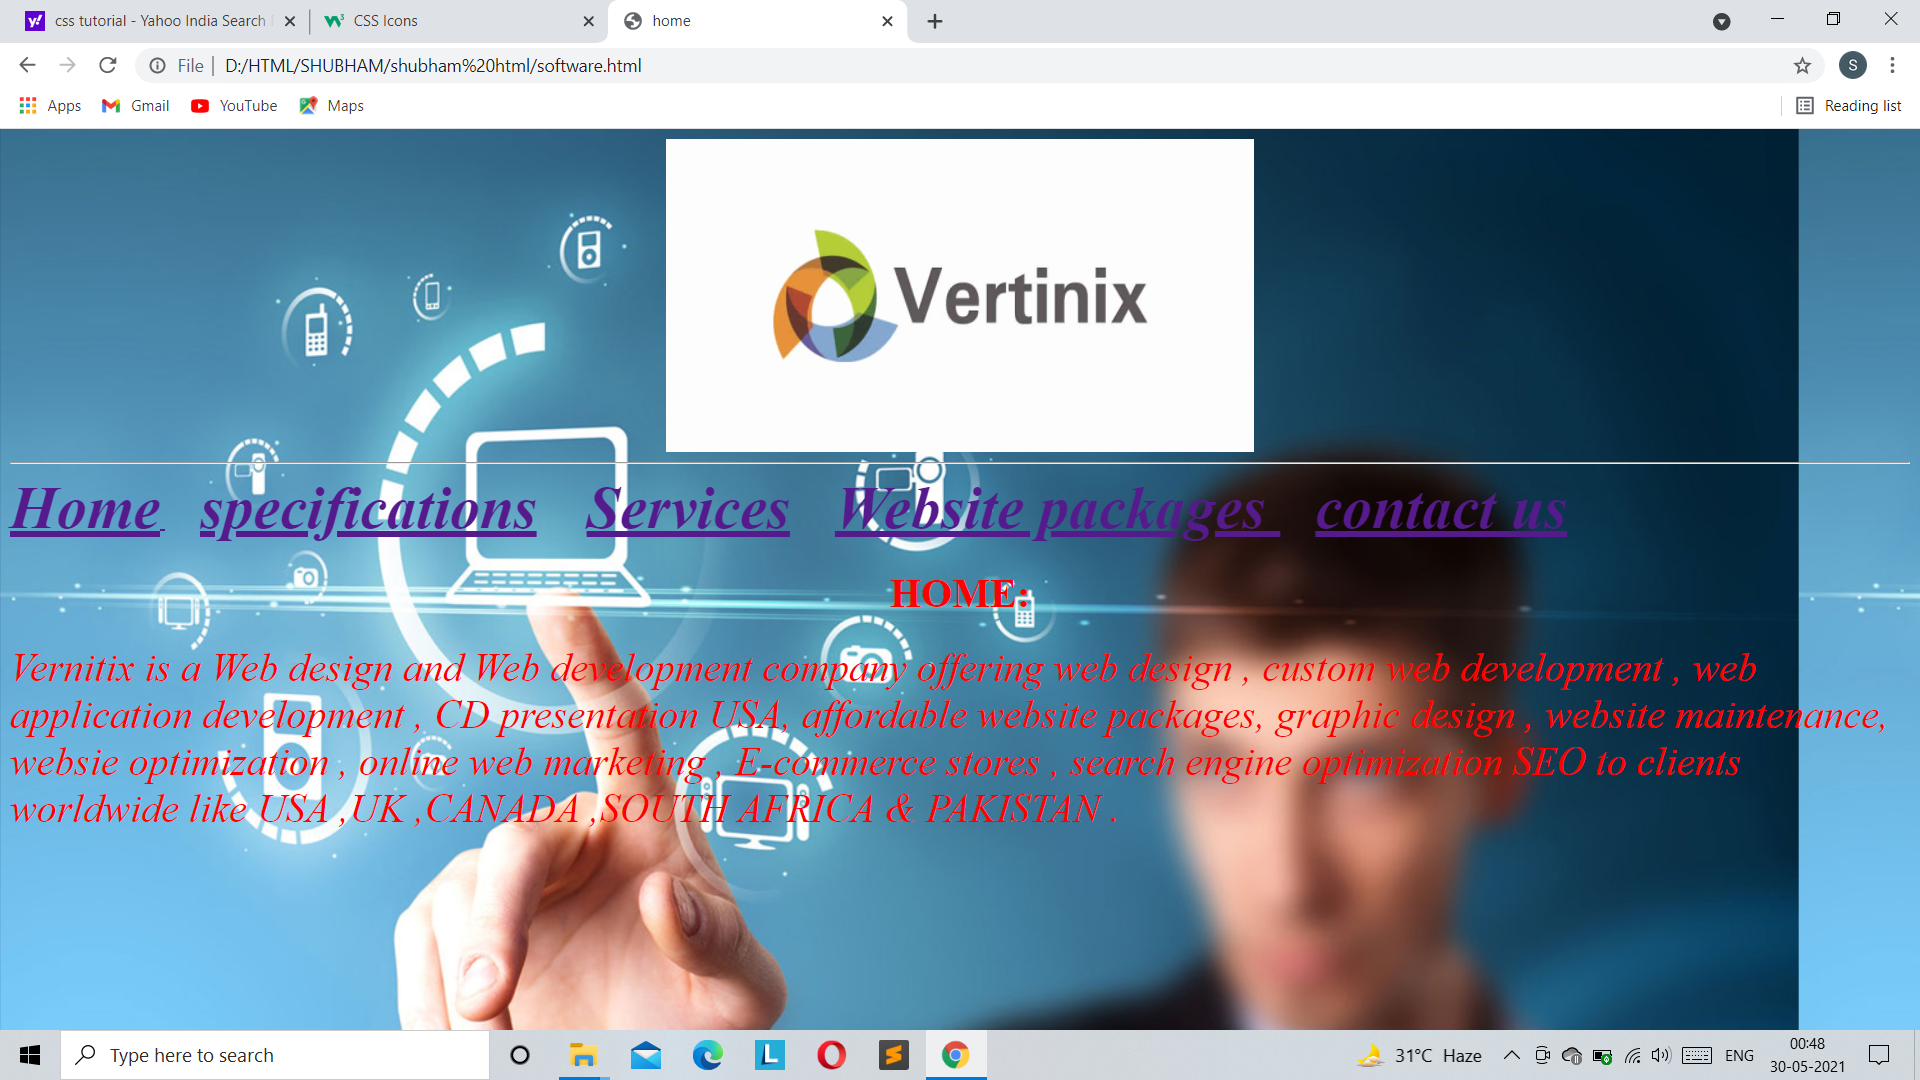 css tutorial - Yahoo India Search
CSS Icons
home
File
D:/HTML/SHUBHAM/shubham%20html/software.html
S
Apps
Gmail
YouTube
Maps
Reading list
Vertinix
Home specifications Services Website packages contact us
HOME:
Vernitix is a Web design and Web development company offering web design , custom web development , web
application development , CD presentation USA, affordable website packages, graphic design , website maintenance,
websie optimization , online web marketing , E-commerce stores , search engine optimization SEO to clients
worldwide like USA ,UK ,CANADA ,SOUTH AFRICA & PAKISTAN .
Type here to search
L
31°C Haze
ENG
00:48
30-05-2021